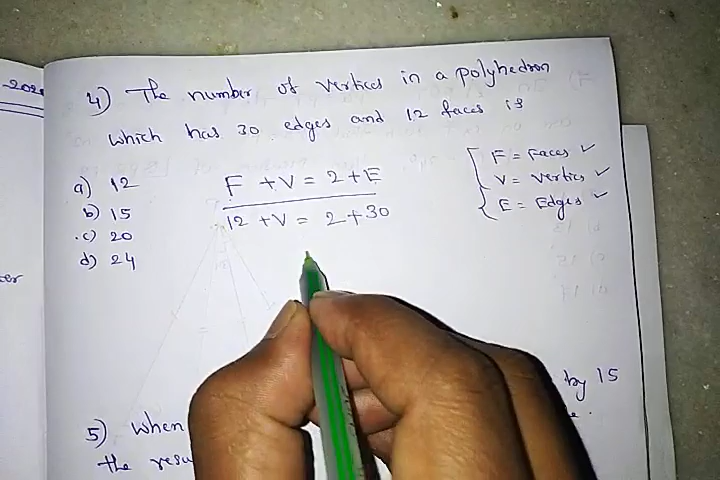 4) The number of vertices in a polyhedron
which has 30 edges and 12 faces is
a) 12
b) 15
c) 20
d) 24
F + V = 2 + E
12 + V = 2 + 30
F = Faces ✓
V = Vertices ✓
E = Edges ✓
5) When
by 15
the